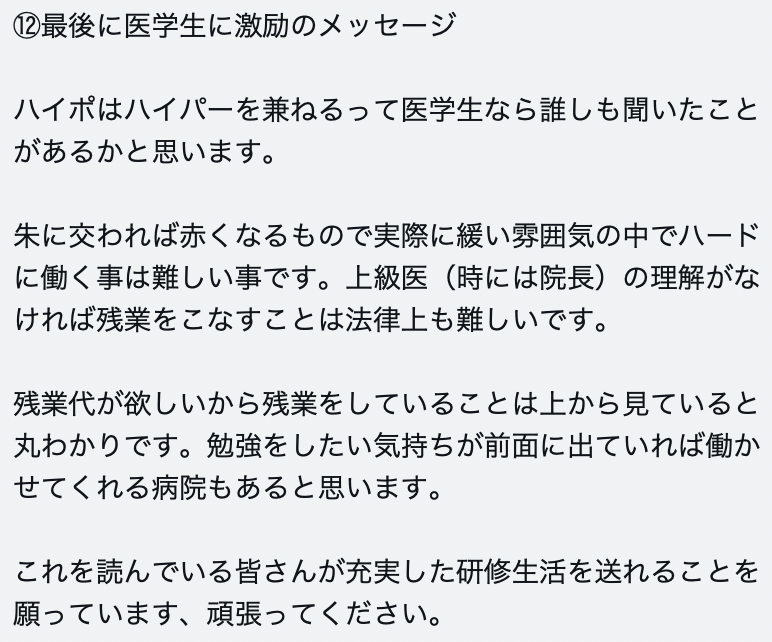 ⑫最後に医学生に激励のメッセージ
ハイポはハイパーを兼ねるって医学生なら誰しも聞いたこと
があるかと思います。
朱に交われば赤くなるもので実際に緩い雰囲気の中でハード
に働く事は難しい事です。上級医（時には院長）の理解がな
ければ残業をこなすことは法律上も難しいです。
残業代が欲しいから残業をしていることは上から見ていると
丸わかりです。勉強をしたい気持ちが前面に出ていれば働か
せてくれる病院もあると思います。
これを読んでいる皆さんが充実した研修生活を送れることを
願っています、頑張ってください。